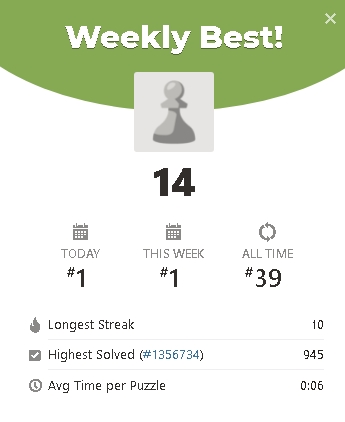 Weekly Best!
14
TODAY THIS WEEK ALL TIME
#1 #1 #39
Longest Streak 10
Highest Solved (#1356734) 945
Avg Time per Puzzle 0:06